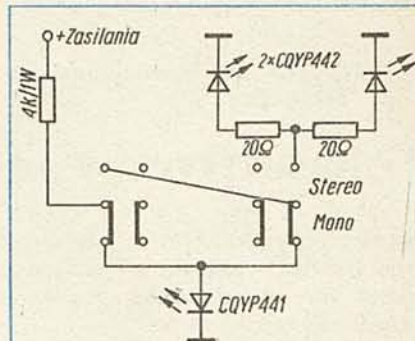 +Zasilania
4k/1W
2×CQYP442
20Ω
20Ω
Stereo
Mono
CQYP441